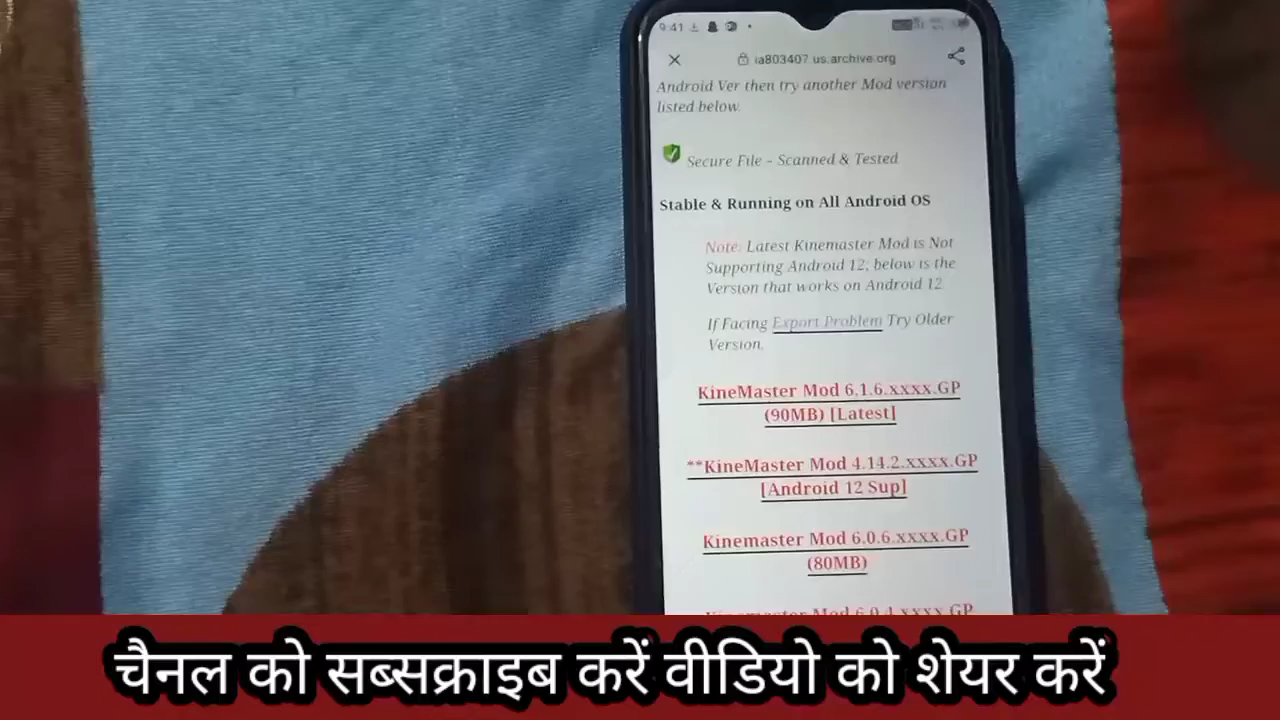 9:41
ia803407.us.archive.org
Android Ver then try another Mod version
listed below.
Secure File – Scanned & Tested
Stable & Running on All Android OS
Note: Latest Kinemaster Mod is Not
Supporting Android 12, below is the
Version that works on Android 12
If Facing Export Problem Try Older
Version.
KineMaster Mod 6.1.6.xxxx.GP
(90MB) [Latest]
**KineMaster Mod 4.14.2.xxxx.GP
[Android 12 Sup]
Kinemaster Mod 6.0.6.xxxx.GP
(80MB)
Kinemaster Mod 6.0.4.xxxx.GP
चैनल को सब्सक्राइब करें वीडियो को शेयर करें